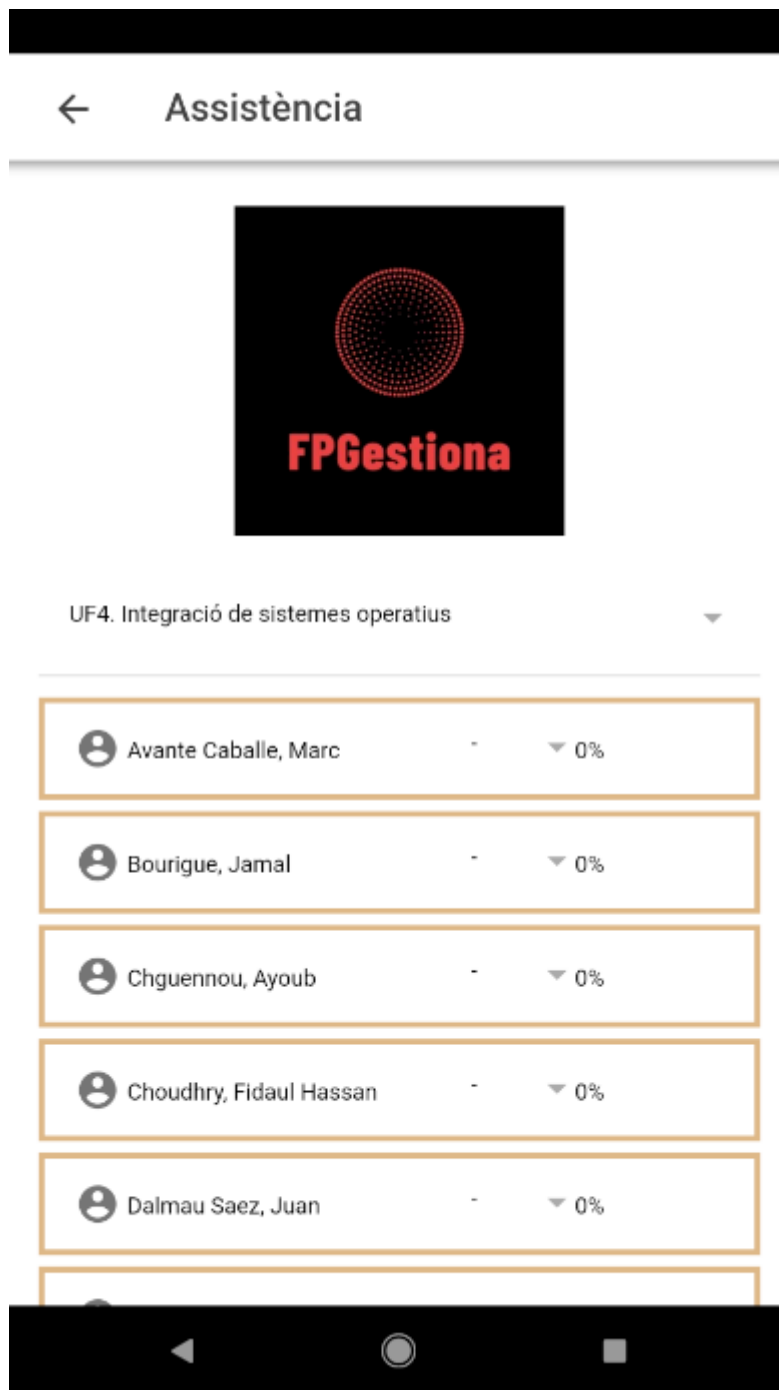 Assistència
FPGestiona
UF4. Integració de sistemes operatius
Avante Caballe, Marc - 0%
Bourigue, Jamal - 0%
Chguennou, Ayoub - 0%
Choudhry, Fidaul Hassan - 0%
Dalmau Saez, Juan - 0%